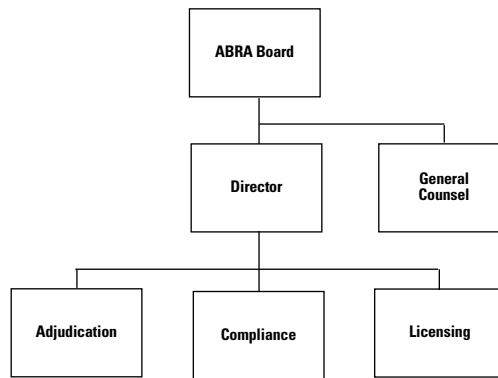 ABRA Board
Director
General
Counsel
Adjudication
Compliance
Licensing